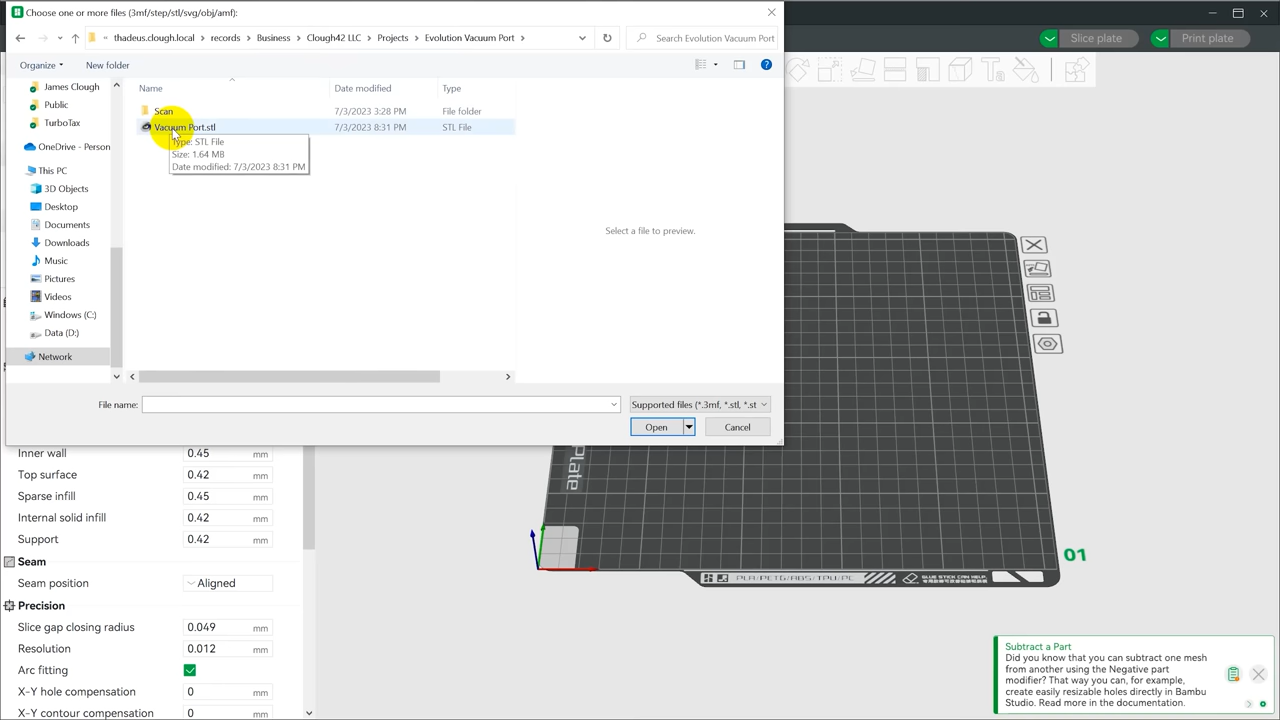 Choose one or more files (3mf/step/stl/svg/obj/amf):
« thadeus.clough.local > records > Business > Clough42 LLC > Projects > Evolution Vacuum Port >
Search Evolution Vacuum Port
Slice plate
Print plate
Organize
New folder
James Clough
Public
TurboTax
OneDrive - Person
This PC
3D Objects
Desktop
Documents
Downloads
Music
Pictures
Videos
Windows (C:)
Data (D:)
Network
Name Date modified Type
Scan 7/3/2023 3:28 PM File folder
Vacuum Port.stl 7/3/2023 8:31 PM STL File
Type: STL File
Size: 1.64 MB
Date modified: 7/3/2023 8:31 PM
Select a file to preview.
File name:
Supported files (*.3mf, *.stl, *.st
Open
Cancel
Inner wall 0.45 mm
Top surface 0.42 mm
Sparse infill 0.45 mm
Internal solid infill 0.42 mm
Support 0.42 mm
Seam
Seam position Aligned
Precision
Slice gap closing radius 0.049 mm
Resolution 0.012 mm
Arc fitting
X-Y hole compensation 0 mm
X-Y contour compensation 0 mm
Plate
01
PLA/PETG/ABS/TPU/PC
GLUE STICK CAN HELP.
Subtract a Part
Did you know that you can subtract one mesh
from another using the Negative part
modifier? That way you can, for example,
create easily resizable holes directly in Bambu
Studio. Read more in the documentation.